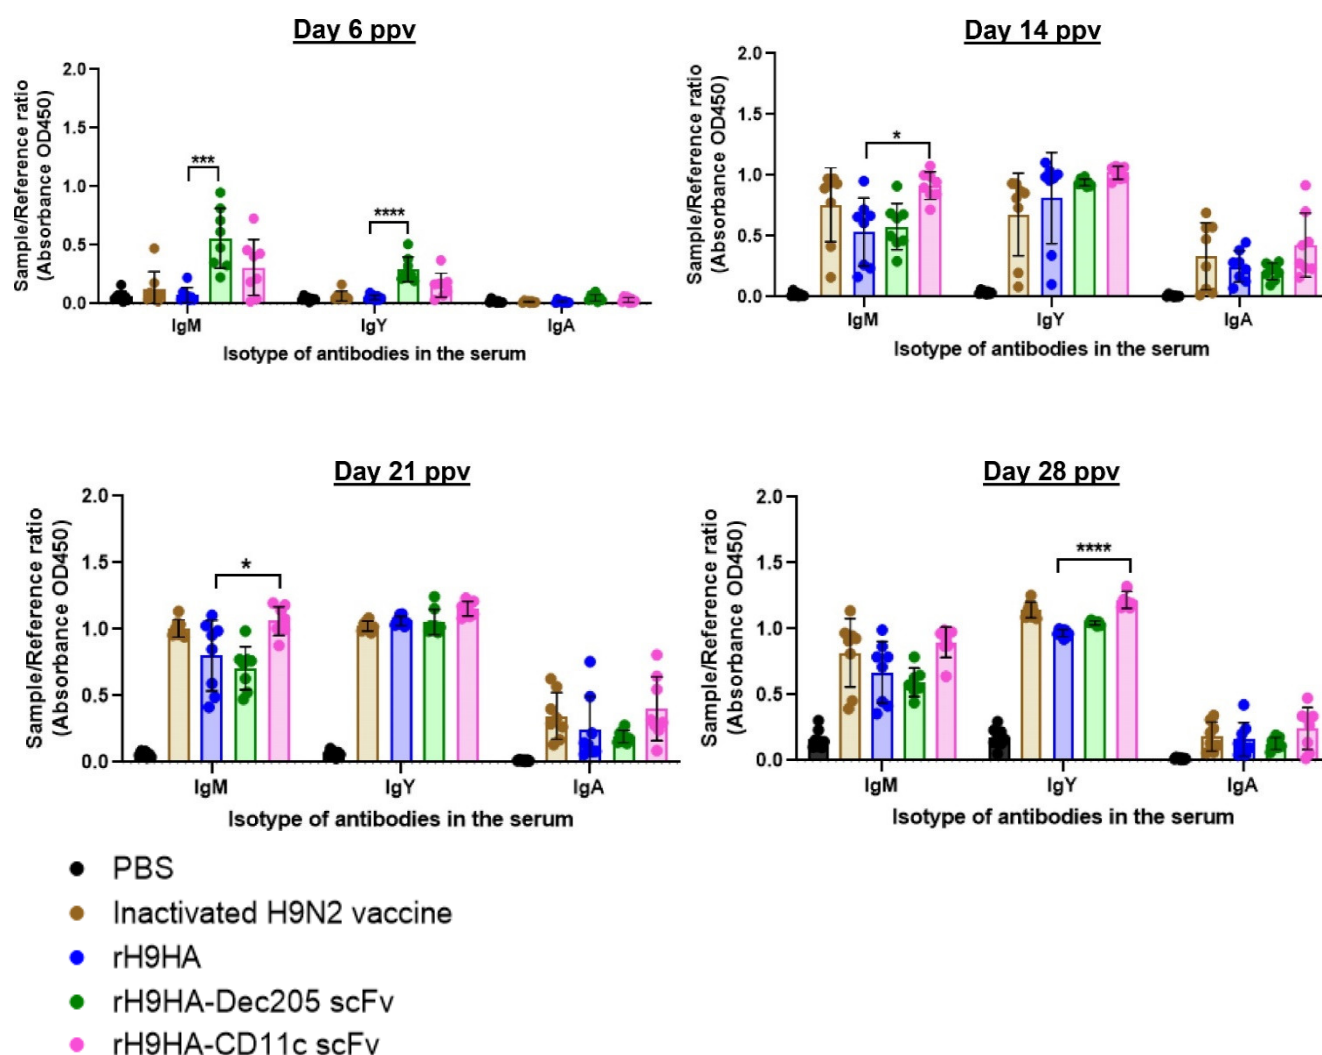 Day 6 ppv
Sample/Reference ratio
(Absorbance OD450)
2.0
1.5
1.0
0.5
0.0
***
****
IgM IgY IgA
Isotype of antibodies in the serum
Day 14 ppv
Sample/Reference ratio
(Absorbance OD450)
2.0
1.5
1.0
0.5
0.0
*
IgM IgY IgA
Isotype of antibodies in the serum
Day 21 ppv
Sample/Reference ratio
(Absorbance OD450)
2.0
1.5
1.0
0.5
0.0
*
IgM IgY IgA
Isotype of antibodies in the serum
Day 28 ppv
Sample/Reference ratio
(Absorbance OD450)
2.0
1.5
1.0
0.5
0.0
****
IgM IgY IgA
Isotype of antibodies in the serum
PBS
Inactivated H9N2 vaccine
rH9HA
rH9HA-Dec205 scFv
rH9HA-CD11c scFv